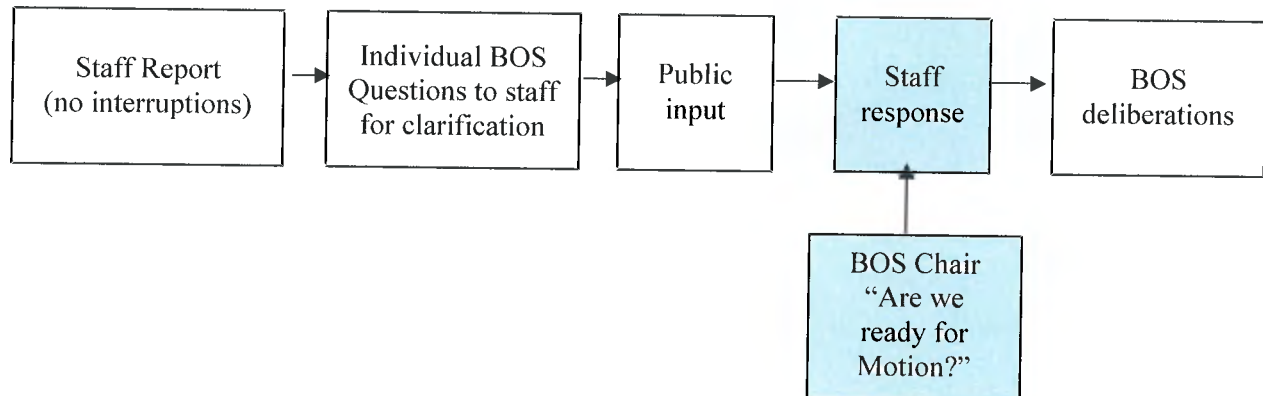 Staff Report
(no interruptions)
Individual BOS
Questions to staff
for clarification
Public
input
Staff
response
BOS
deliberations
BOS Chair
“Are we
ready for
Motion?”